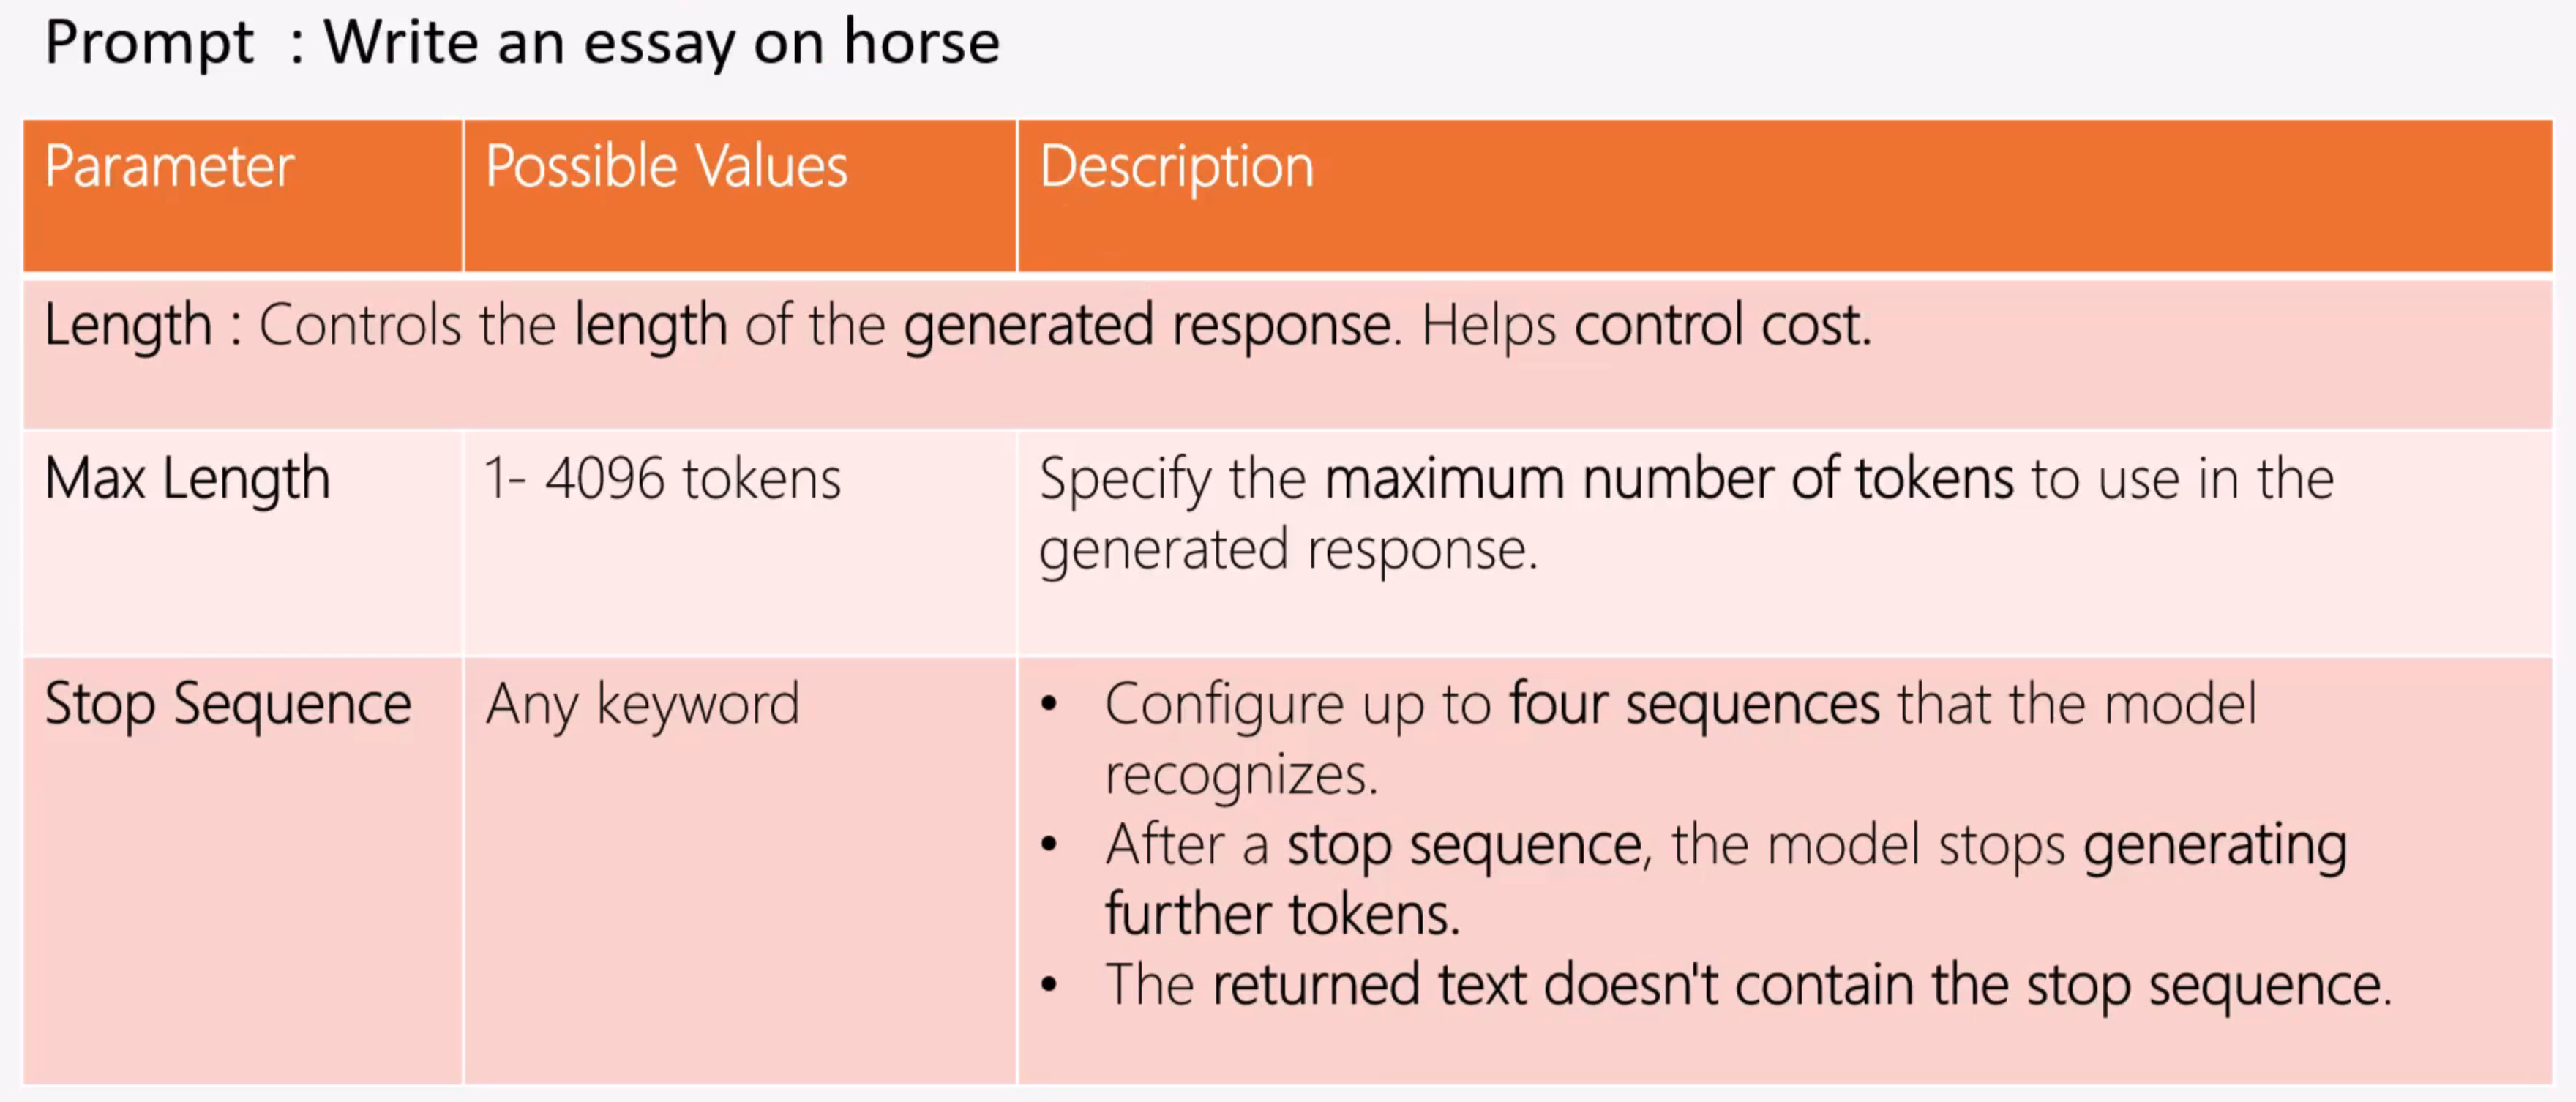 Prompt : Write an essay on horse
Parameter
Possible Values
Description
Length : Controls the length of the generated response. Helps control cost.
Max Length
1- 4096 tokens
Specify the maximum number of tokens to use in the
generated response.
Stop Sequence
Any keyword
• Configure up to four sequences that the model
recognizes.
• After a stop sequence, the model stops generating
further tokens.
• The returned text doesn't contain the stop sequence.